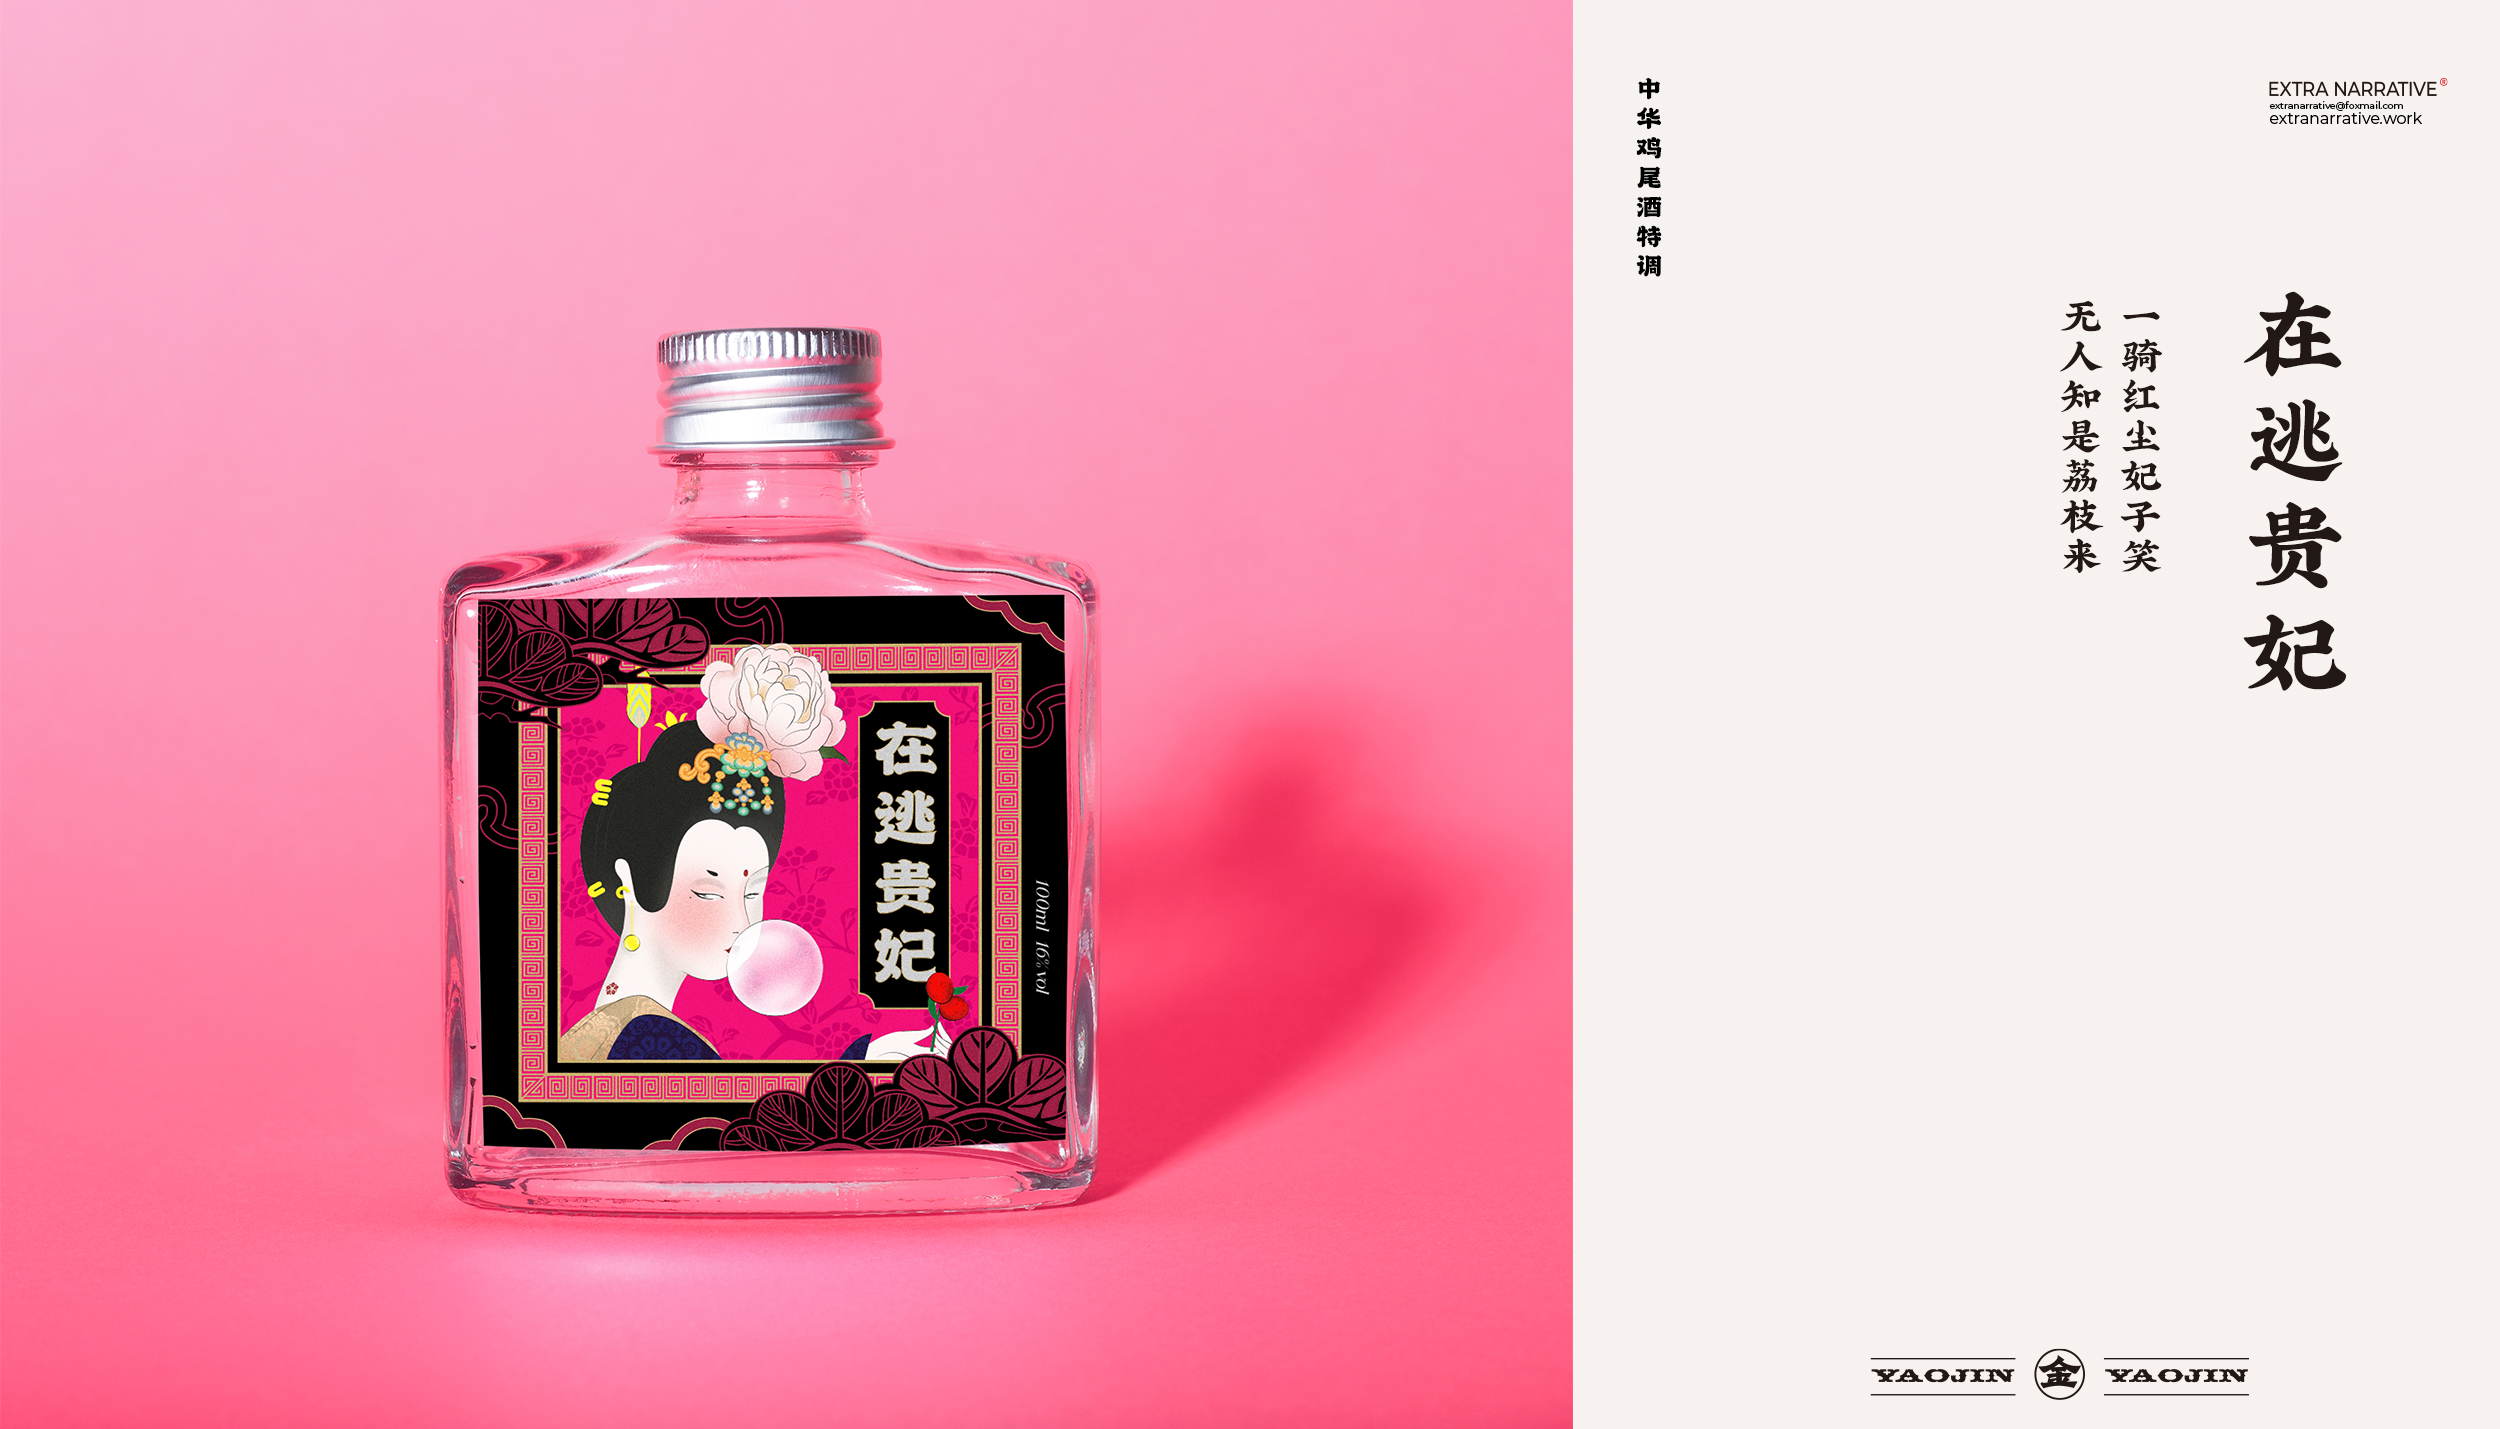 在逃贵妃
100ml 16%vol
中华鸡尾酒特调
EXTRA NARRATIVE®
extranarrative@foxmail.com
extranarrative.work
在逃贵妃
一骑红尘妃子笑
无人知是荔枝来
YAOJIN 金 YAOJIN